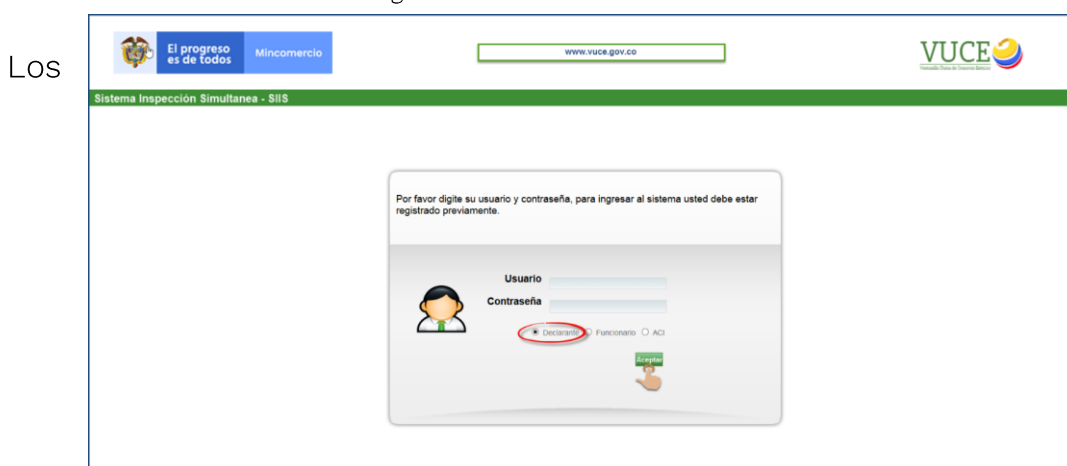 El progreso
es de todos
Mincomercio
www.vuce.gov.co
VUCE
Los
Sistema Inspección Simultanea - SIIS
Por favor digite su usuario y contraseña, para ingresar al sistema usted debe estar
registrado previamente.
Usuario
Contraseña
Declarante Funcionario ACI
Aceptar